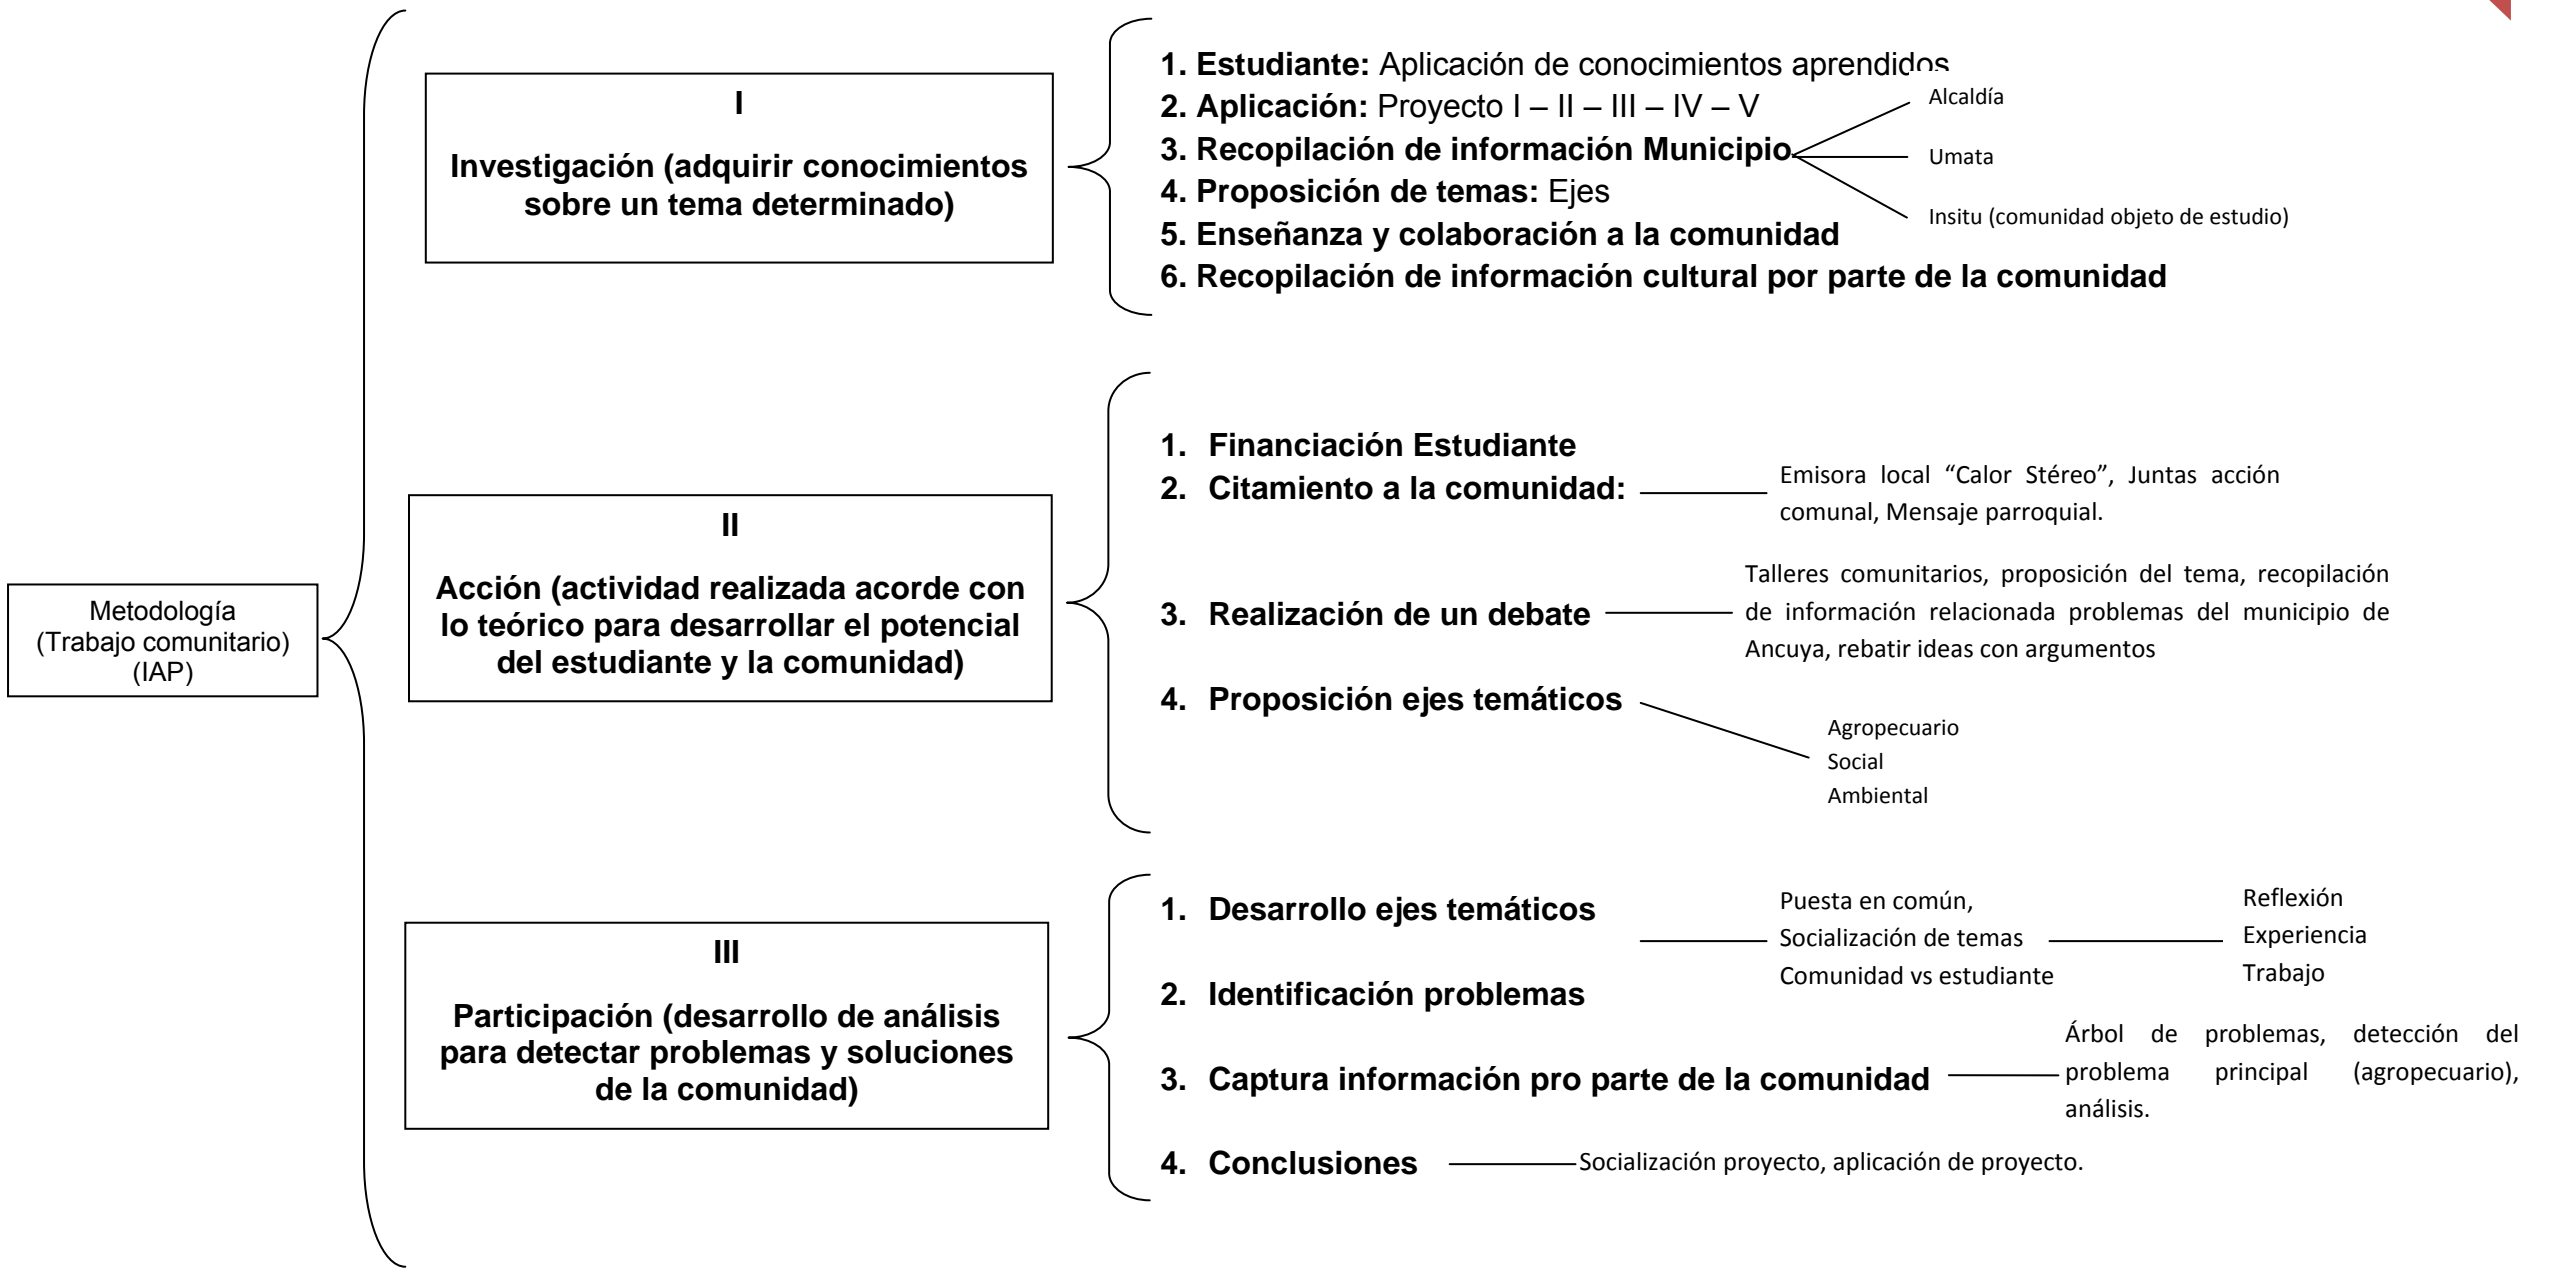 Metodología
(Trabajo comunitario)
(IAP)
I
Investigación (adquirir conocimientos
sobre un tema determinado)
1. Estudiante: Aplicación de conocimientos aprendidos
2. Aplicación: Proyecto I – II – III – IV – V
3. Recopilación de información Municipio
Alcaldía
Umata
Insitu (comunidad objeto de estudio)
4. Proposición de temas: Ejes
5. Enseñanza y colaboración a la comunidad
6. Recopilación de información cultural por parte de la comunidad
II
Acción (actividad realizada acorde con
lo teórico para desarrollar el potencial
del estudiante y la comunidad)
1. Financiación Estudiante
2. Citamiento a la comunidad:
Emisora local “Calor Stéreo”, Juntas acción
comunal, Mensaje parroquial.
3. Realización de un debate
Talleres comunitarios, proposición del tema, recopilación
de información relacionada problemas del municipio de
Ancuya, rebatir ideas con argumentos
4. Proposición ejes temáticos
Agropecuario
Social
Ambiental
III
Participación (desarrollo de análisis
para detectar problemas y soluciones
de la comunidad)
1. Desarrollo ejes temáticos
2. Identificación problemas
Puesta en común,
Socialización de temas
Comunidad vs estudiante
Reflexión
Experiencia
Trabajo
3. Captura información pro parte de la comunidad
Árbol de problemas, detección del
problema principal (agropecuario),
análisis.
4. Conclusiones
Socialización proyecto, aplicación de proyecto.